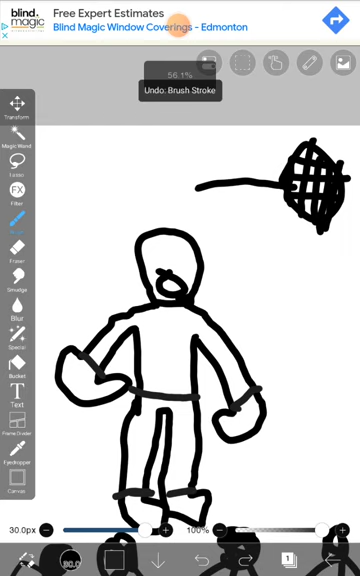 blind
magic
Free Expert Estimates
Blind Magic Window Coverings - Edmonton
56.1%
Undo: Brush Stroke
Transform
Magic Wand
Lasso
FX
Filter
Eraser
Smudge
Blur
Special
Bucket
T
Text
Frame Divider
Eyedropper
Canvas
30.0px
100%
1